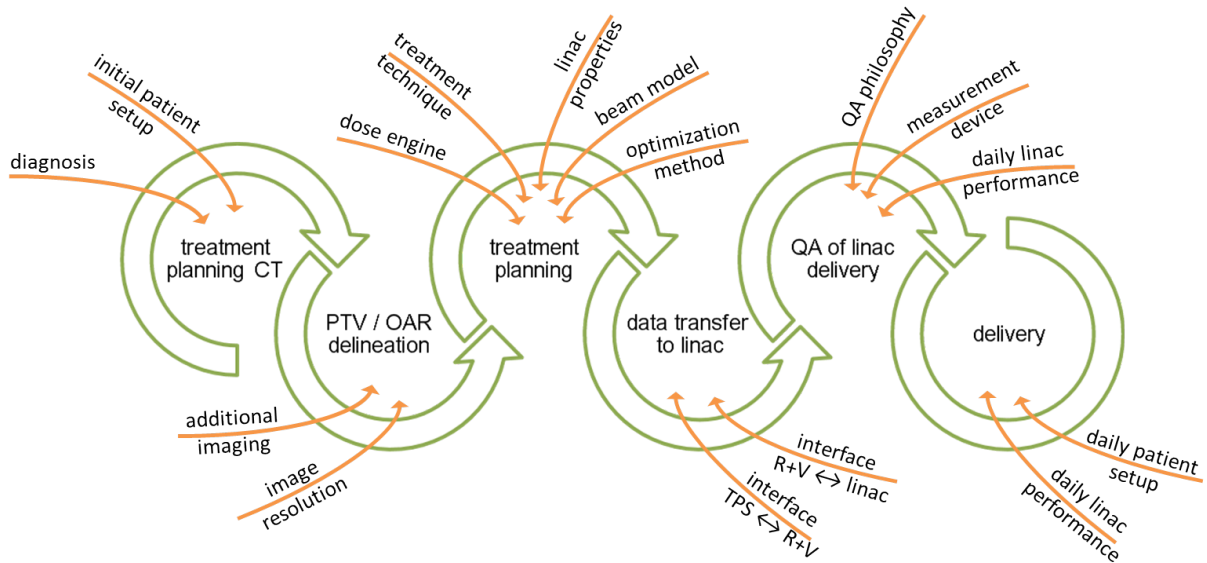 initial patient
setup
diagnosis
treatment
planning CT
additional
imaging
image
resolution
PTV / OAR
delineation
dose engine
treatment
technique
linac
properties
beam model
optimization
method
treatment
planning
data transfer
to linac
interface
R+V ↔ linac
interface
TPS ↔ R+V
QA philosophy
measurement
device
daily linac
performance
QA of linac
delivery
delivery
daily patient
setup
daily linac
performance